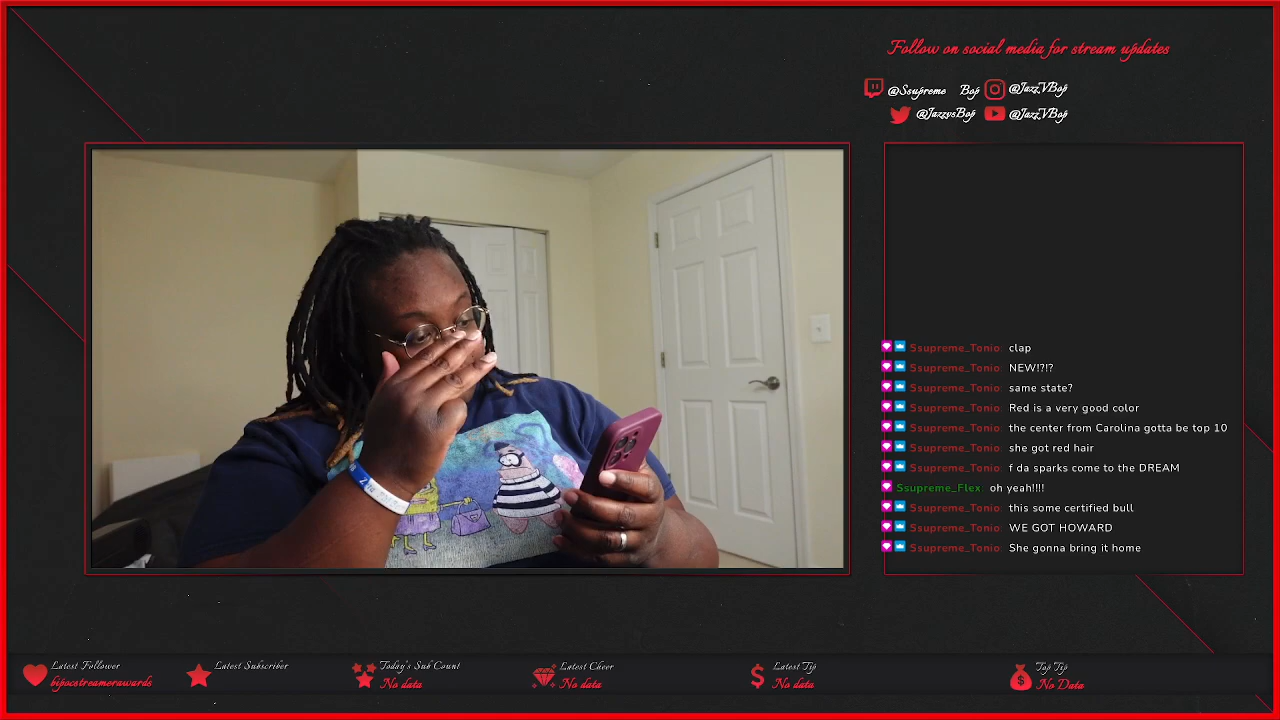 Follow on social media for stream updates
@Ssupreme_Bop @JazzVBop
@JazzysBop @JazzVBop
Ssupreme_Tonio: clap
Ssupreme_Tonio: NEW!?!?
Ssupreme_Tonio: same state?
Ssupreme_Tonio: Red is a very good color
Ssupreme_Tonio: the center from Carolina gotta be top 10
Ssupreme_Tonio: she got red hair
Ssupreme_Tonio: f da sparks come to the DREAM
Ssupreme_Flex: oh yeah!!!!
Ssupreme_Tonio: this some certified bull
Ssupreme_Tonio: WE GOT HOWARD
Ssupreme_Tonio: She gonna bring it home
Latest Follower
bipocstreamerawards
Latest Subscriber
Today's Sub Count
No data
Latest Cheer
No data
Latest Tip
No data
Top Tip
No Data